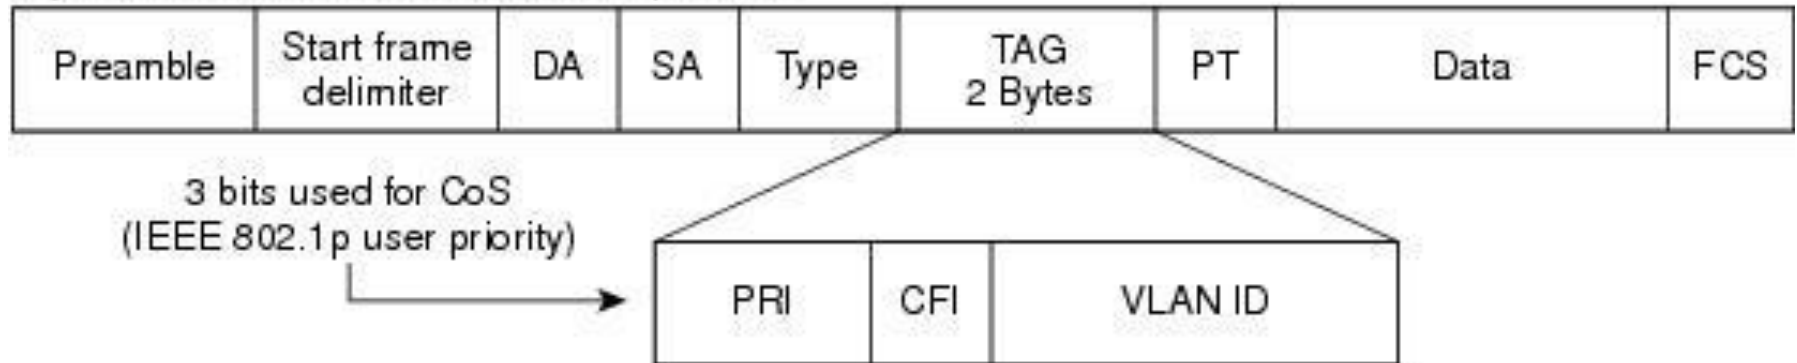 Preamble
Start frame
delimiter
DA
SA
Type
TAG
2 Bytes
PT
Data
FCS
3 bits used for CoS
(IEEE 802.1p user priority)
PRI
CFI
VLAN ID